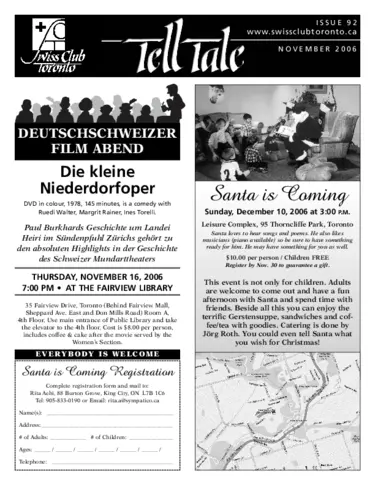 ISSUE 92
www.swissclubtoronto.ca
NOVEMBER 2006
Swiss Club
Toronto
Tell Tale
DEUTSCHSCHWEIZER
FILM ABEND
Die kleine
Niederdorfoper
DVD in colour, 1978, 145 minutes, is a comedy with
Ruedi Walter, Margrit Rainer, Ines Torelli.
Paul Burkhards Geschichte um Landei
Heiri im Sündenpfuhl Zürichs gehört zu
den absoluten Highlights in der Geschichte
des Schweizer Mundarttheaters
THURSDAY, NOVEMBER 16, 2006
7:00 PM • AT THE FAIRVIEW LIBRARY
35 Fairview Drive, Toronto (Behind Fairview Mall,
Sheppard Ave. East and Don Mills Road) Room A,
4th Floor, Use main entrance of Public Library and take
the elevator to the 4th floor, Cost is $8.00 per person,
includes coffee & cake after the movie served by the
Women's Section.
EVERYBODY IS WELCOME
Santa is Coming Registration
Complete registration form and mail to:
Rita Achi, 88 Burton Grove, King City, ON L7B 1C6
Tel: 905-833-0190 or Email: rita.a@sympatico.ca
Name(s):
Address:
# of Adults: # of Children:
Ages: / / / / / /
Telephone:
Santa is Coming
Sunday, December 10, 2006 at 3:00 P.M.
Leisure Complex, 95 Thorncliffe Park, Toronto
Santa loves to hear songs and poems. He also likes
musicians (piano available) so be sure to have something
ready for him. He may have something for you as well.
$10.00 per person / Children FREE
Register by Nov. 30 to guarantee a gift.
This event is not only for children. Adults
are welcome to come out and have a fun
afternoon with Santa and spend time with
friends. Beside all this you can enjoy the
terrific Gerstensuppe, sandwiches and cof-
fee/tea with goodies. Catering is done by
Jörg Roth. You could even tell Santa what
you wish for Christmas!